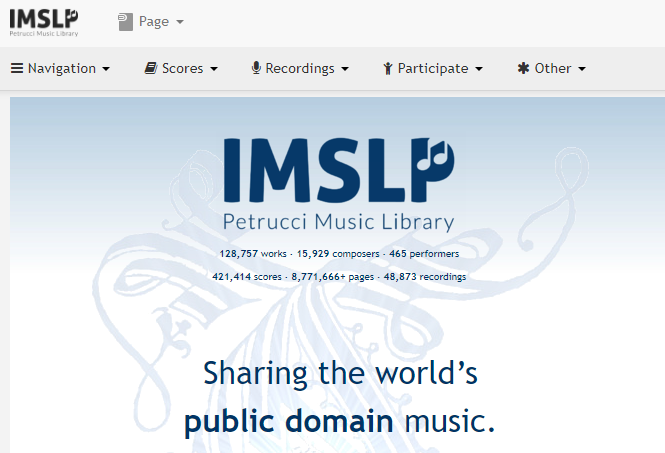 IMSLP
Petrucci Music Library
Page
Navigation Scores Recordings Participate Other
IMSLP
Petrucci Music Library
128,757 works · 15,929 composers · 465 performers
421,414 scores · 8,771,666+ pages · 48,873 recordings
Sharing the world’s
public domain music.